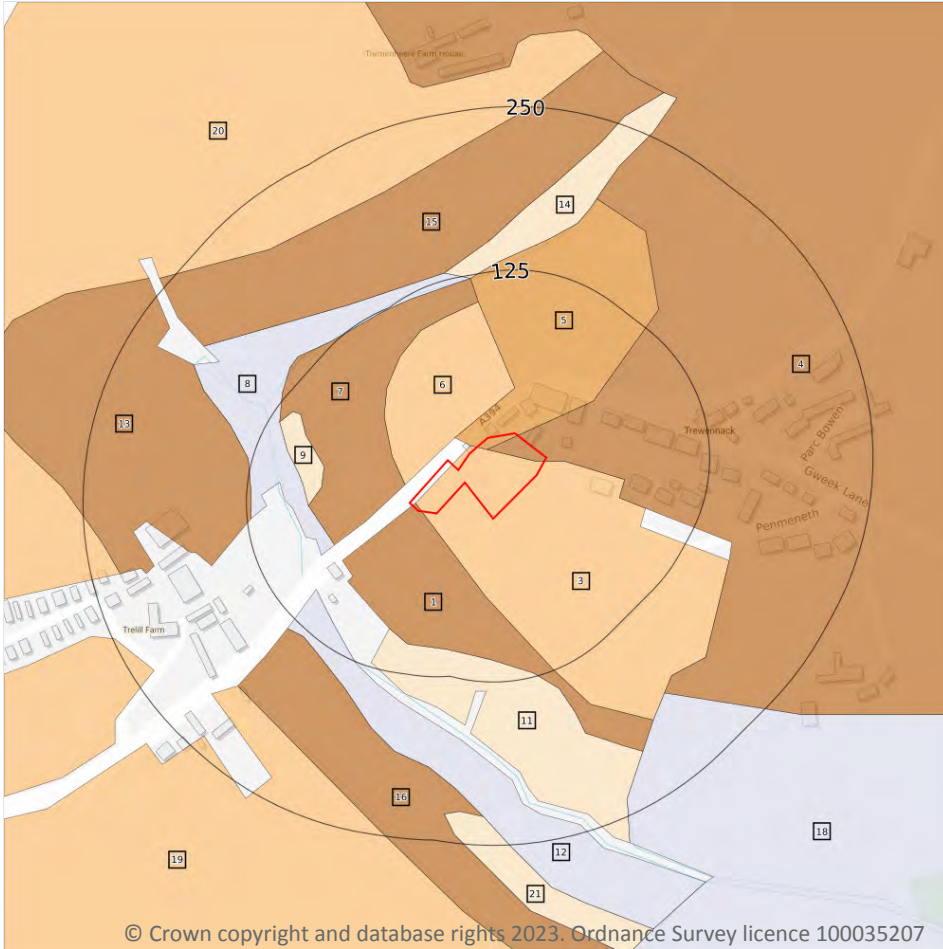 Tremenheere Farm House
250
20
14
15
125
5
4
8
6
7
13
A394
Trewennack
Parc Bowen
9
Gweek Lane
Penmeneth
3
1
Trelill Farm
11
16
18
12
19
21
© Crown copyright and database rights 2023. Ordnance Survey licence 100035207